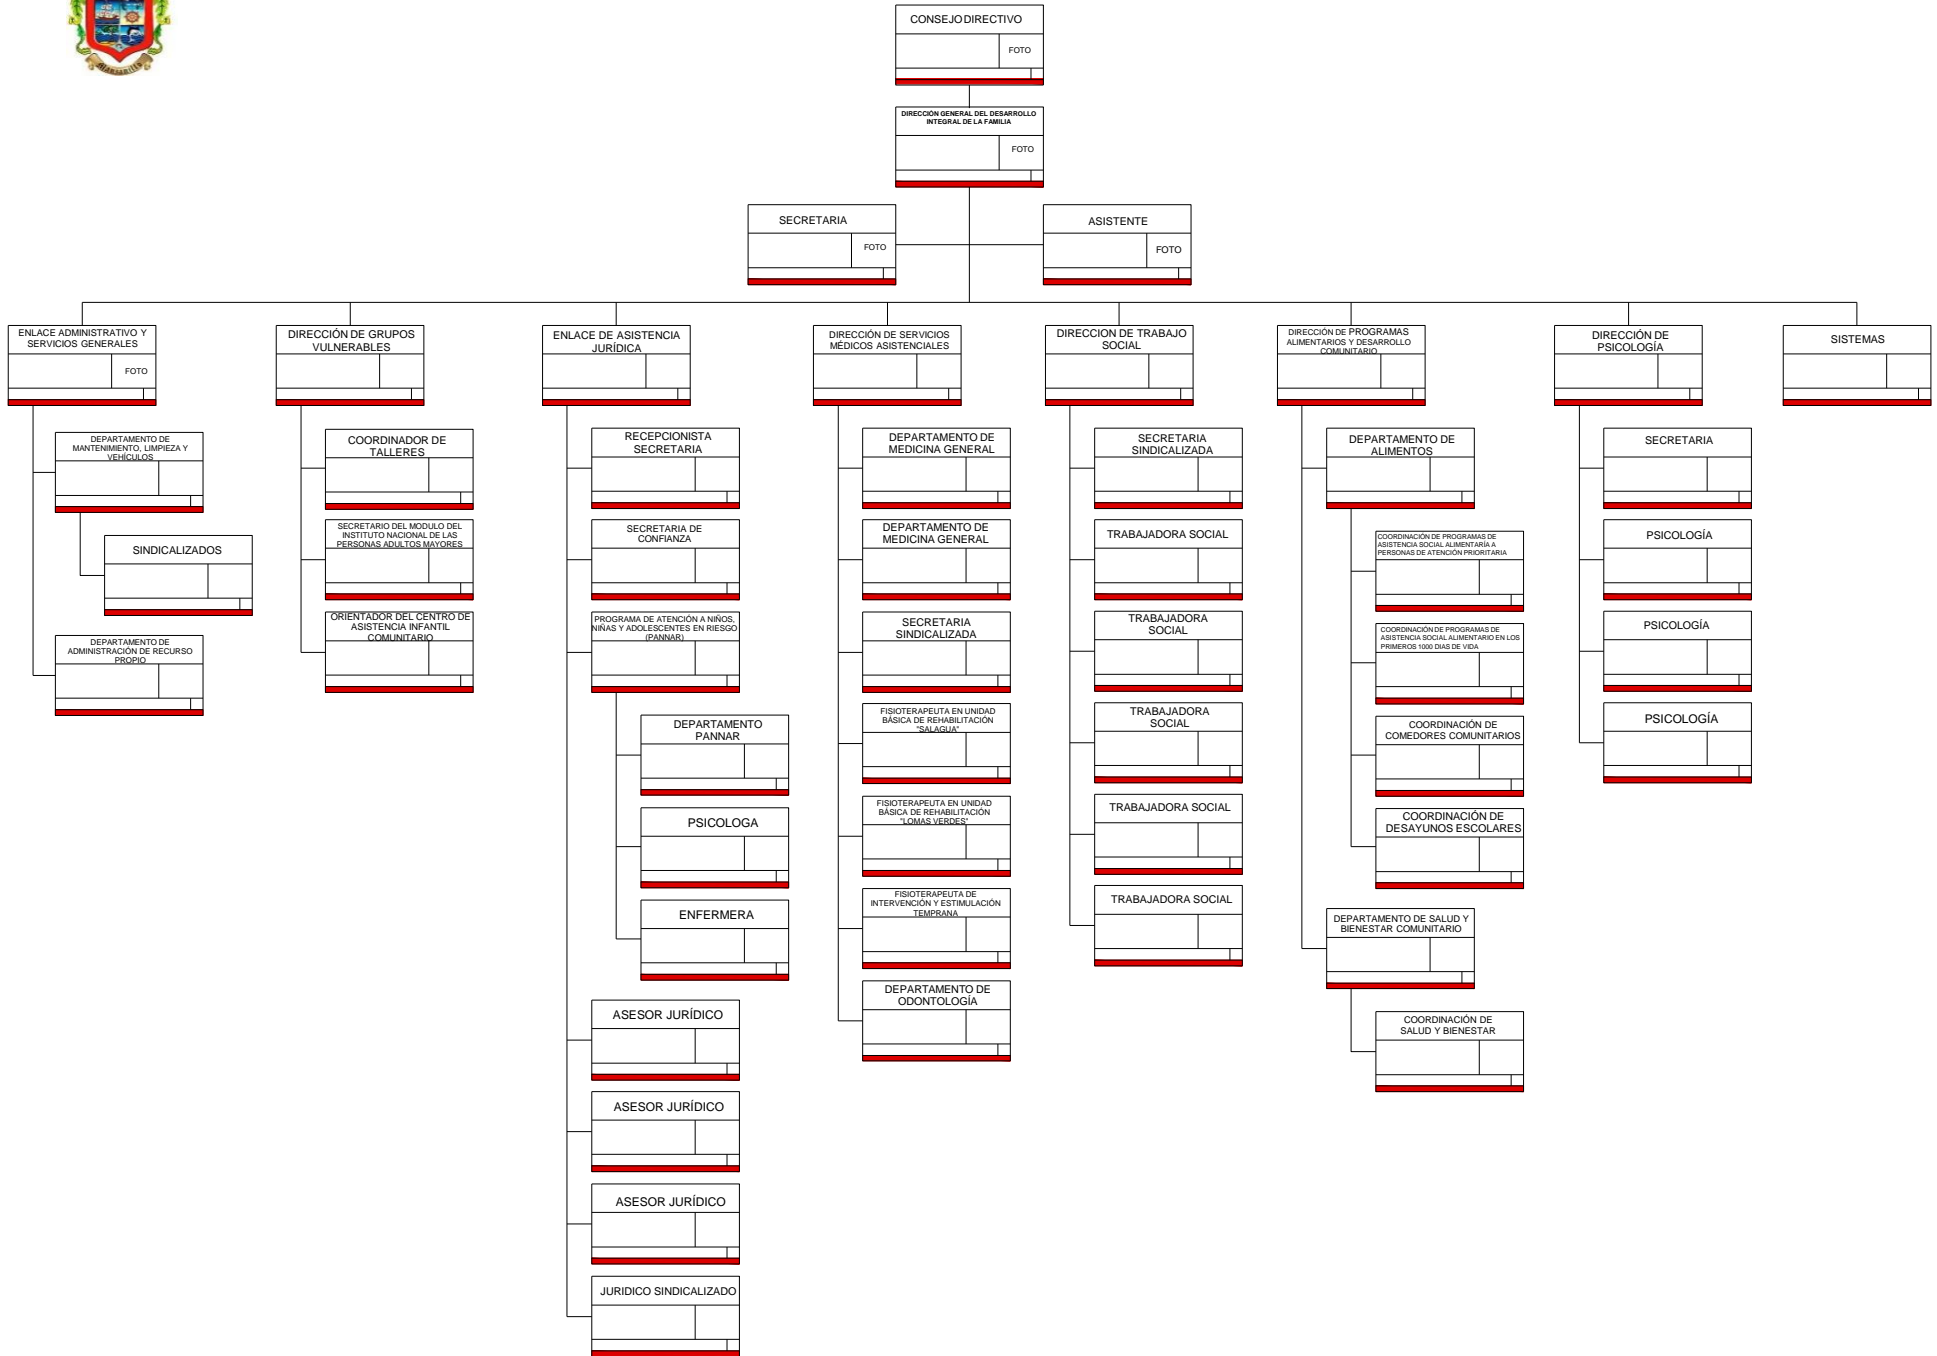 Manzanillo
CONSEJO DIRECTIVO
FOTO
DIRECCIÓN GENERAL DEL DESARROLLO
INTEGRAL DE LA FAMILIA
FOTO
SECRETARIA
FOTO
ASISTENTE
FOTO
ENLACE ADMINISTRATIVO Y
SERVICIOS GENERALES
FOTO
DEPARTAMENTO DE
MANTENIMIENTO, LIMPIEZA Y
VEHÍCULOS
SINDICALIZADOS
DEPARTAMENTO DE
ADMINISTRACIÓN DE RECURSO
PROPIO
DIRECCIÓN DE GRUPOS
VULNERABLES
COORDINADOR DE
TALLERES
SECRETARIO DEL MODULO DEL
INSTITUTO NACIONAL DE LAS
PERSONAS ADULTOS MAYORES
ORIENTADOR DEL CENTRO DE
ASISTENCIA INFANTIL
COMUNITARIO
ENLACE DE ASISTENCIA
JURÍDICA
RECEPCIONISTA
SECRETARIA
SECRETARIA DE
CONFIANZA
PROGRAMA DE ATENCIÓN A NIÑOS,
NIÑAS Y ADOLESCENTES EN RIESGO
(PANNAR)
DEPARTAMENTO
PANNAR
PSICOLOGA
ENFERMERA
ASESOR JURÍDICO
ASESOR JURÍDICO
ASESOR JURÍDICO
JURIDICO SINDICALIZADO
DIRECCIÓN DE SERVICIOS
MÉDICOS ASISTENCIALES
DEPARTAMENTO DE
MEDICINA GENERAL
DEPARTAMENTO DE
MEDICINA GENERAL
SECRETARIA
SINDICALIZADA
FISIOTERAPEUTA EN UNIDAD
BÁSICA DE REHABILITACIÓN
"SALAGUA"
FISIOTERAPEUTA EN UNIDAD
BÁSICA DE REHABILITACIÓN
"LOMAS VERDES"
FISIOTERAPEUTA DE
INTERVENCIÓN Y ESTIMULACIÓN
TEMPRANA
DEPARTAMENTO DE
ODONTOLOGÍA
DIRECCION DE TRABAJO
SOCIAL
SECRETARIA
SINDICALIZADA
TRABAJADORA SOCIAL
TRABAJADORA
SOCIAL
TRABAJADORA
SOCIAL
TRABAJADORA SOCIAL
TRABAJADORA SOCIAL
DIRECCIÓN DE PROGRAMAS
ALIMENTARIOS Y DESARROLLO
COMUNITARIO
DEPARTAMENTO DE
ALIMENTOS
COORDINACIÓN DE PROGRAMAS DE
ASISTENCIA SOCIAL ALIMENTARÍA A
PERSONAS DE ATENCIÓN PRIORITARIA
COORDINACIÓN DE PROGRAMAS DE
ASISTENCIA SOCIAL ALIMENTARIO EN LOS
PRIMEROS 1000 DIAS DE VIDA
COORDINACIÓN DE
COMEDORES COMUNITARIOS
COORDINACIÓN DE
DESAYUNOS ESCOLARES
DEPARTAMENTO DE SALUD Y
BIENESTAR COMUNITARIO
COORDINACIÓN DE
SALUD Y BIENESTAR
DIRECCIÓN DE
PSICOLOGÍA
SECRETARIA
PSICOLOGÍA
PSICOLOGÍA
PSICOLOGÍA
SISTEMAS